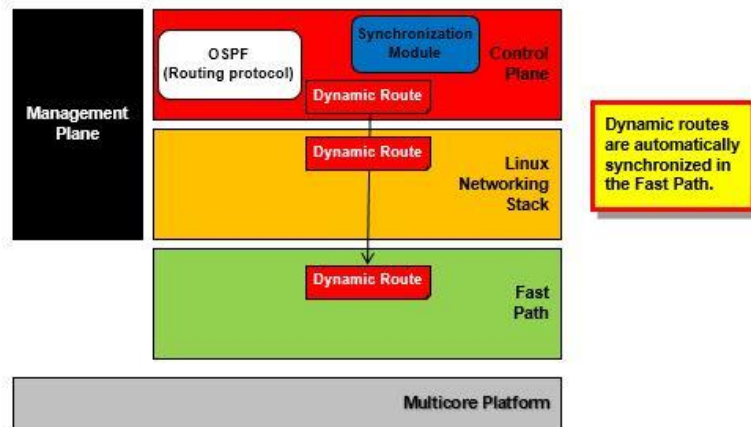 OSPF
(Routing protocol)
Synchronization
Module
Control
Plane
Dynamic Route
Management
Plane
Dynamic Route
Linux
Networking
Stack
Dynamic routes
are automatically
synchronized in
the Fast Path.
Dynamic Route
Fast
Path
Multicore Platform